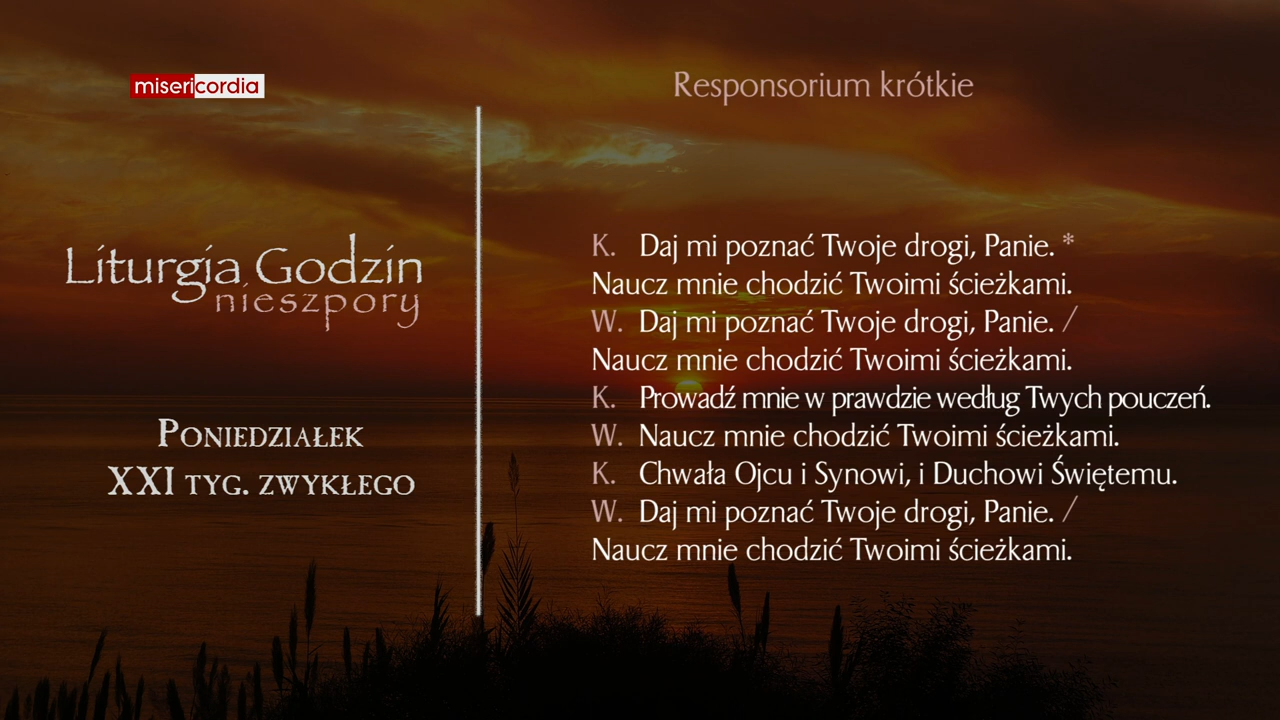 misericordia
Liturgia Godzin
nieszpory
Poniedziałek
XXI tyg. zwykłego
Responsorium krótkie
K. Daj mi poznać Twoje drogi, Panie. *
Naucz mnie chodzić Twoimi ścieżkami.
W. Daj mi poznać Twoje drogi, Panie. /
Naucz mnie chodzić Twoimi ścieżkami.
K. Prowadź mnie w prawdzie według Twych pouczeń.
W. Naucz mnie chodzić Twoimi ścieżkami.
K. Chwała Ojcu i Synowi, i Duchowi Świętemu.
W. Daj mi poznać Twoje drogi, Panie. /
Naucz mnie chodzić Twoimi ścieżkami.